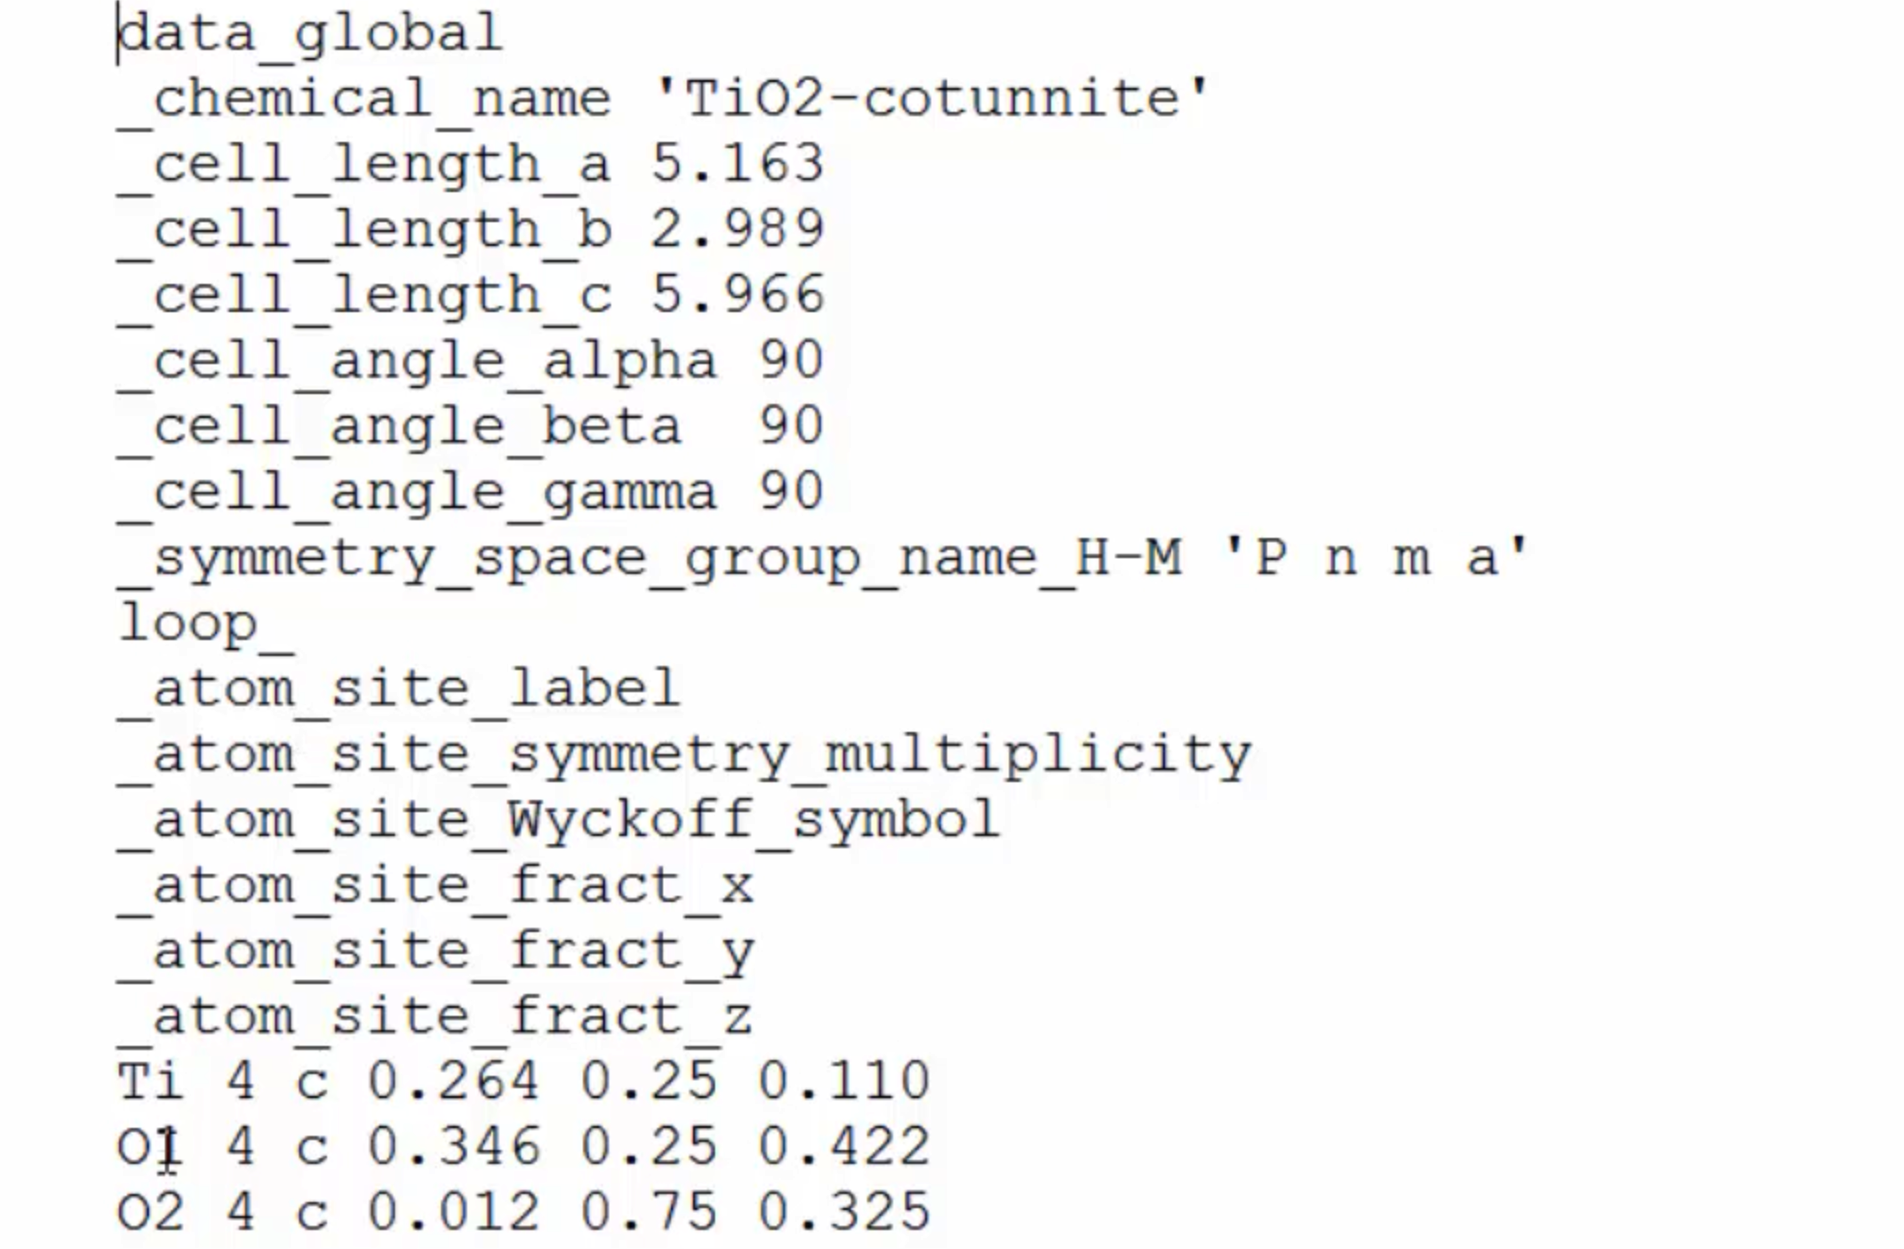 data_global
_chemical_name 'TiO2-cotunnite'
_cell_length_a 5.163
_cell_length_b 2.989
_cell_length_c 5.966
_cell_angle_alpha 90
_cell_angle_beta  90
_cell_angle_gamma 90
_symmetry_space_group_name_H-M 'P n m a'
loop_
_atom_site_label
_atom_site_symmetry_multiplicity
_atom_site_Wyckoff_symbol
_atom_site_fract_x
_atom_site_fract_y
_atom_site_fract_z
Ti 4 c 0.264 0.25 0.110
O1 4 c 0.346 0.25 0.422
O2 4 c 0.012 0.75 0.325